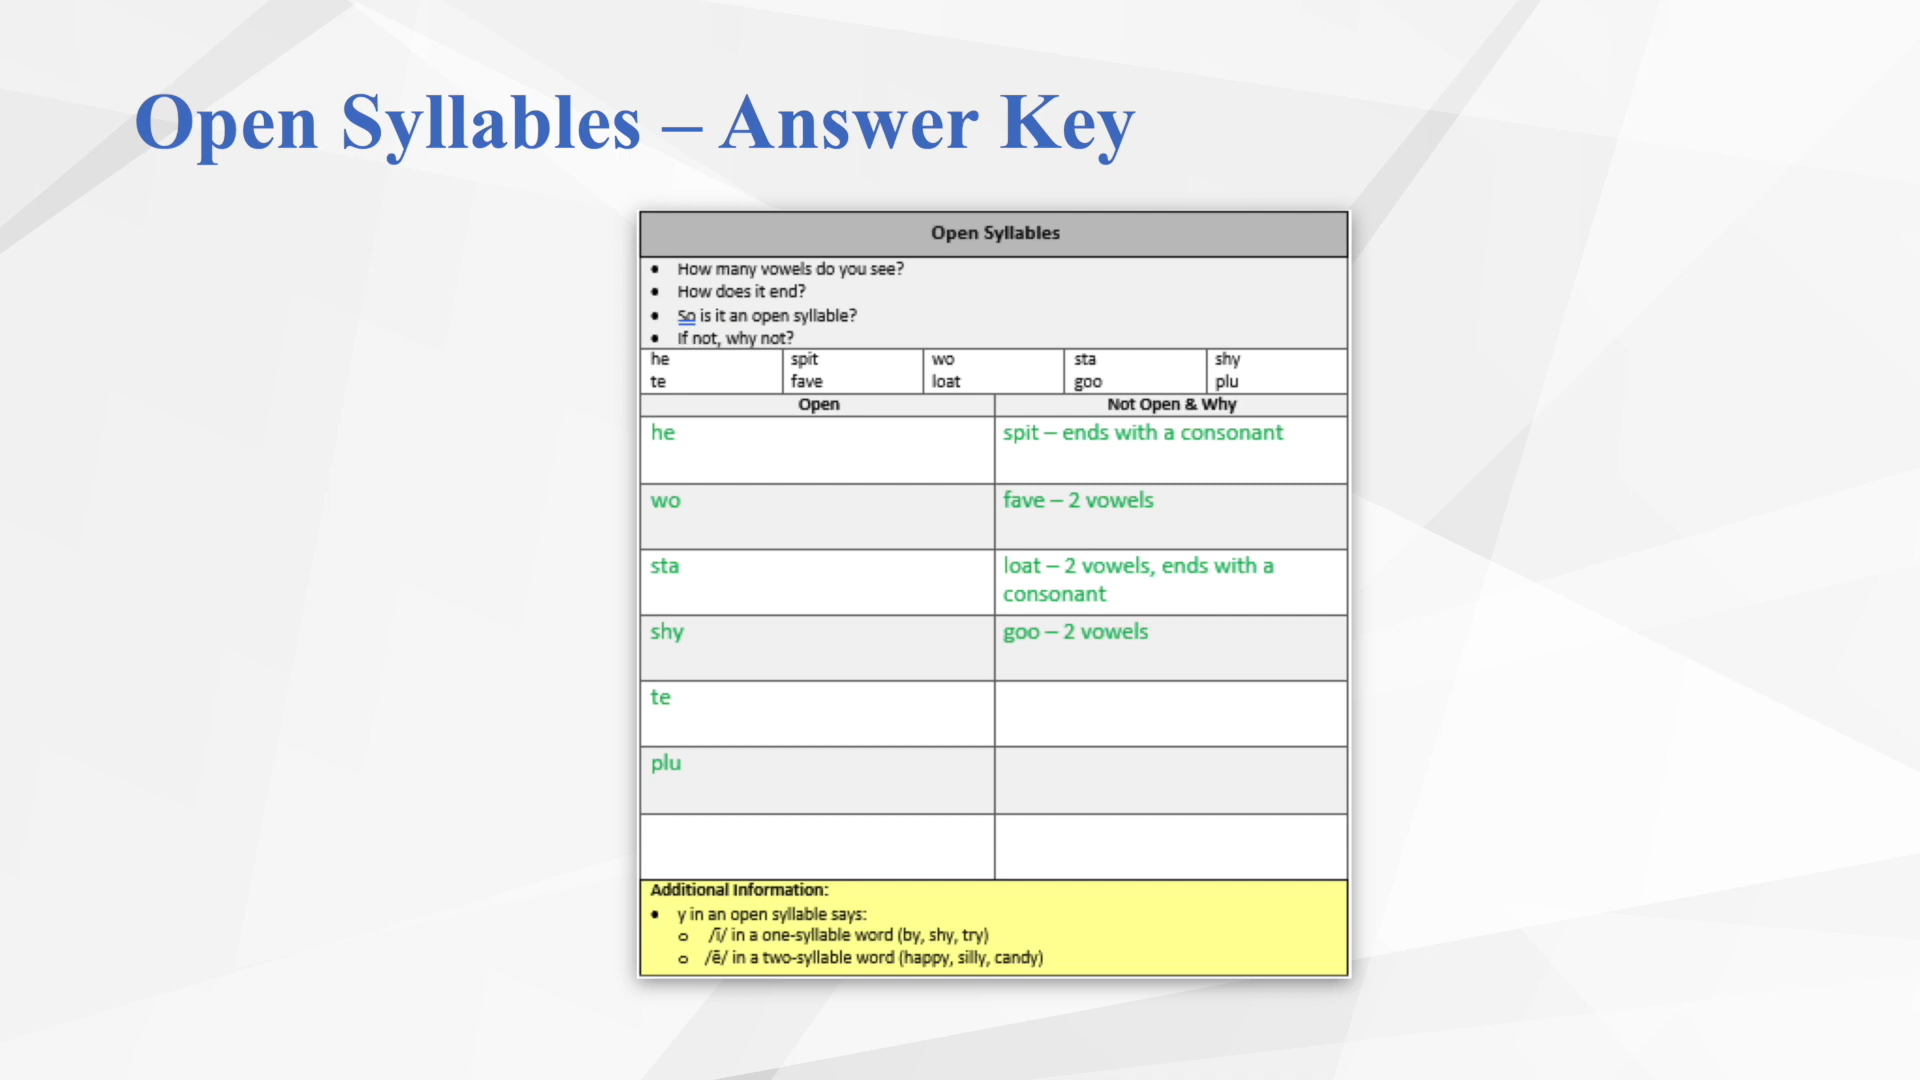 Open Syllables – Answer Key
Open Syllables
• How many vowels do you see?
• How does it end?
• So is it an open syllable?
• If not, why not?
he spit wo sta shy
te fave loat goo plu
Open Not Open & Why
he spit – ends with a consonant
wo fave – 2 vowels
sta loat – 2 vowels, ends with a
consonant
shy goo – 2 vowels
te
plu
Additional Information:
• y in an open syllable says:
o /ī/ in a one-syllable word (by, shy, try)
o /ē/ in a two-syllable word (happy, silly, candy)